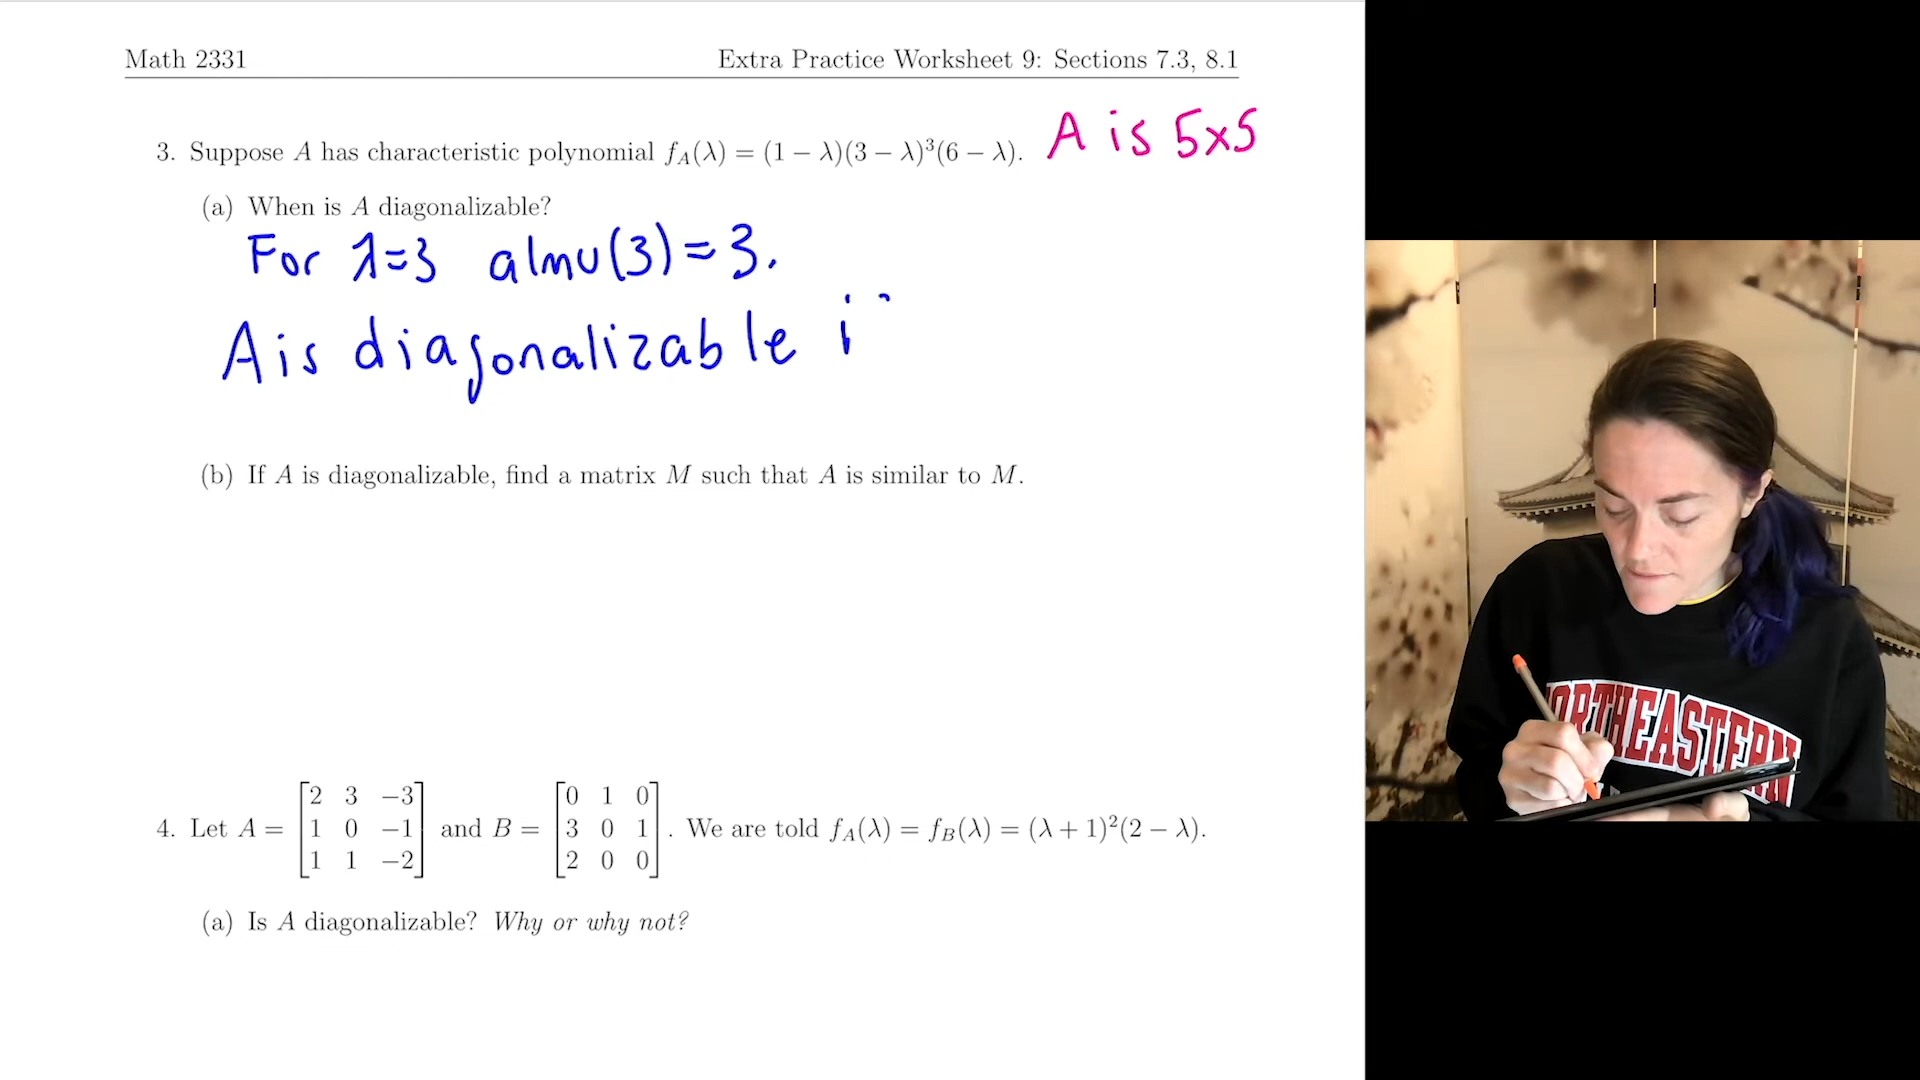 Math 2331 Extra Practice Worksheet 9: Sections 7.3, 8.1
3. Suppose A has characteristic polynomial f_A(λ) = (1 − λ)(3 − λ)³(6 − λ). A is 5x5
(a) When is A diagonalizable?
For λ=3 almu(3)=3.
A is diagonalizable i
(b) If A is diagonalizable, find a matrix M such that A is similar to M.
4. Let A = [2 3 −3; 1 0 −1; 1 1 −2] and B = [0 1 0; 3 0 1; 2 0 0]. We are told f_A(λ) = f_B(λ) = (λ + 1)²(2 − λ).
(a) Is A diagonalizable? Why or why not?
NORTHEASTERN